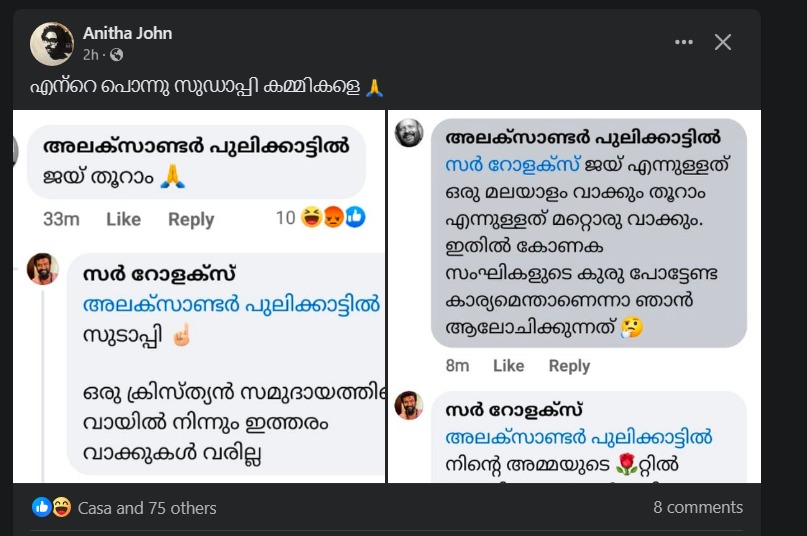 Anitha John
2h
എന്റെ പൊന്നു സുഡാപ്പി കമ്മികളെ 🙏
അലക്സാണ്ടർ പുലിക്കാട്ടിൽ
ജയ് തൂറാം 🙏
33m Like Reply 10
സർ റോളക്സ്
അലക്സാണ്ടർ പുലിക്കാട്ടിൽ
സുടാപ്പി ☝🏻
ഒരു ക്രിസ്ത്യൻ സമുദായത്തി
വായിൽ നിന്നും ഇത്തരം
വാക്കുകൾ വരില്ല
അലക്സാണ്ടർ പുലിക്കാട്ടിൽ
സർ റോളക്സ് ജയ് എന്നുള്ളത്
ഒരു മലയാളം വാക്കും തൂറാം
എന്നുള്ളത് മറ്റൊരു വാക്കും.
ഇതിൽ കോണക
സംഘികളുടെ കുരു പോട്ടേണ്ട
കാര്യമെന്താണെന്നാ ഞാൻ
ആലോചിക്കുന്നത് 🤔
8m Like Reply
സർ റോളക്സ്
അലക്സാണ്ടർ പുലിക്കാട്ടിൽ
നിന്റെ അമ്മയുടെ 🌹റ്റിൽ
Casa and 75 others
8 comments